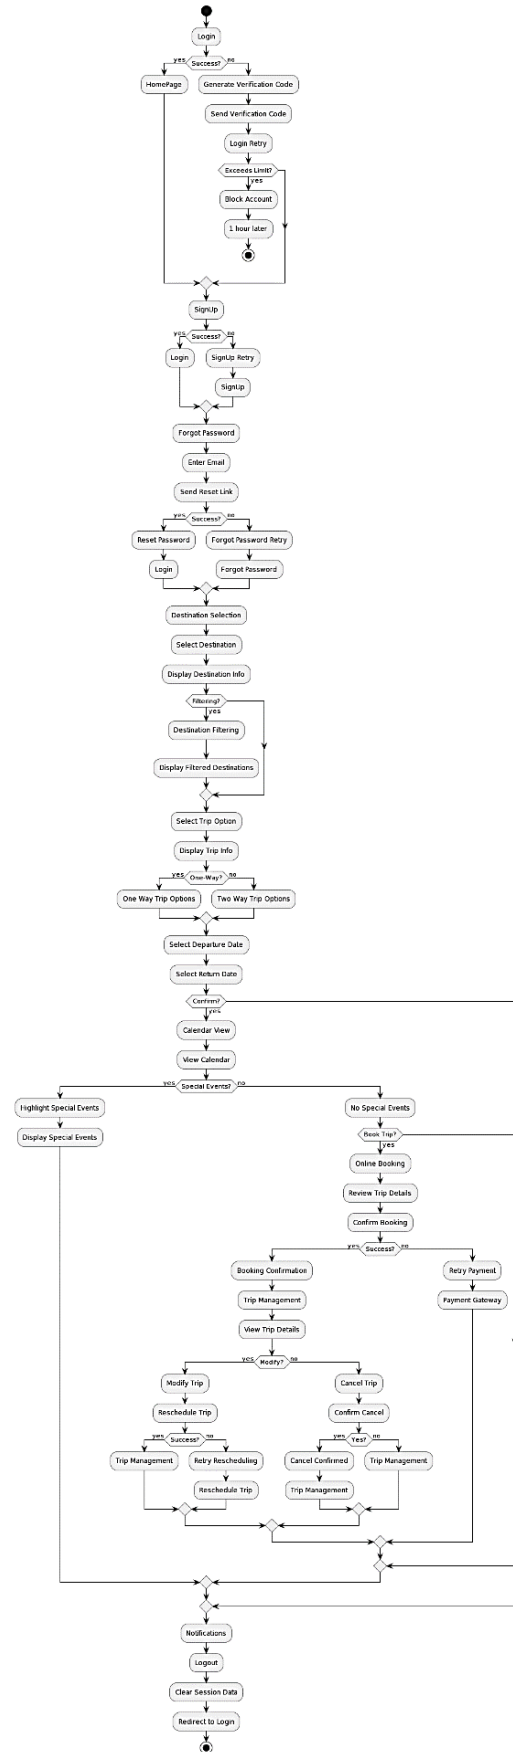 Login
yes Success? no
HomePage Generate Verification Code
Send Verification Code
Login Retry
Exceeds Limit?
yes
Block Account
1 hour later
SignUp
yes Success? no
Login SignUp Retry
SignUp
Forgot Password
Enter Email
Send Reset Link
yes Success? no
Reset Password Forgot Password Retry
Login Forgot Password
Destination Selection
Select Destination
Display Destination Info
Filtering?
yes
Destination Filtering
Display Filtered Destinations
Select Trip Option
Display Trip Info
yes One-Way? no
One Way Trip Options Two Way Trip Options
Select Departure Date
Select Return Date
Confirm?
yes
Calendar View
View Calendar
yes Special Events? no
Highlight Special Events No Special Events
Display Special Events Book Trip?
yes
Online Booking
Review Trip Details
Confirm Booking
yes Success? no
Booking Confirmation Retry Payment
Trip Management Payment Gateway
View Trip Details
yes Modify? no
Modify Trip Cancel Trip
Reschedule Trip Confirm Cancel
yes Success? no yes Yes? no
Trip Management Retry Rescheduling Cancel Confirmed Trip Management
Reschedule Trip Trip Management
Notifications
Logout
Clear Session Data
Redirect to Login